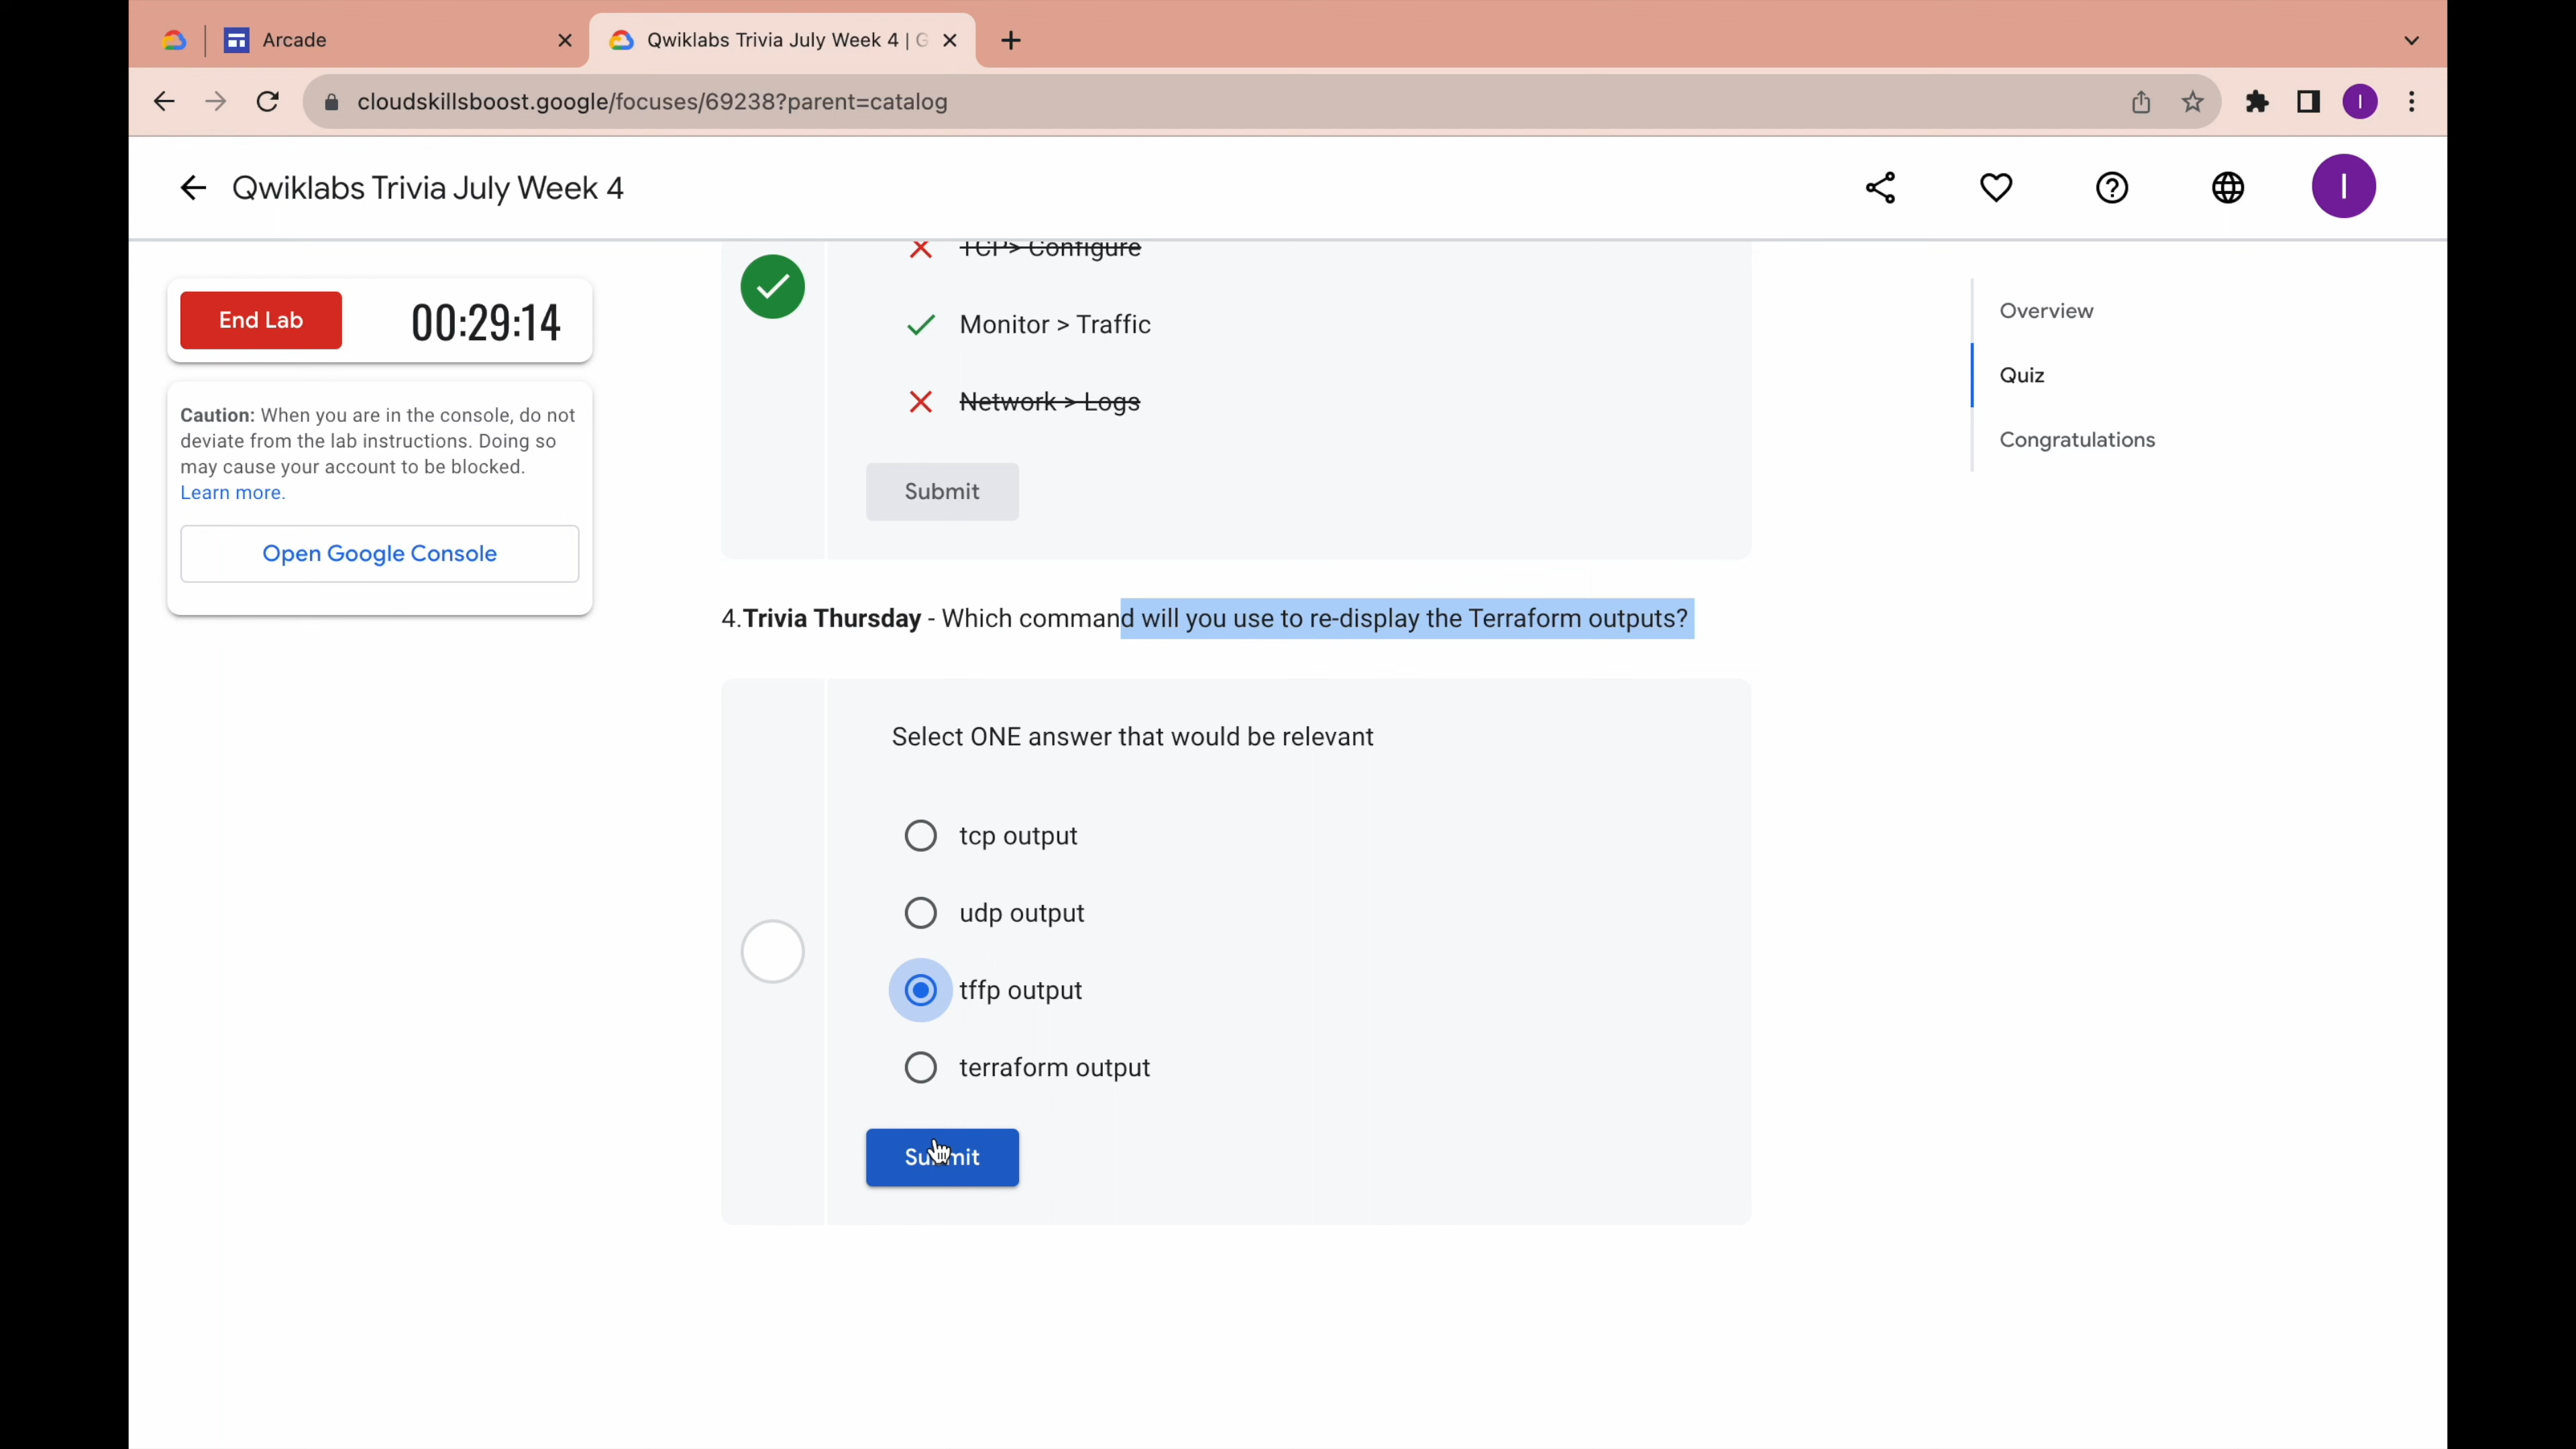 Arcade
Qwiklabs Trivia July Week 4 | G
cloudskillsboost.google/focuses/69238?parent=catalog
I
Qwiklabs Trivia July Week 4
I
End Lab
00:29:14
Caution: When you are in the console, do not
deviate from the lab instructions. Doing so
may cause your account to be blocked.
Learn more.
Open Google Console
TCP> Configure
Monitor > Traffic
Network > Logs
Submit
4.Trivia Thursday - Which command will you use to re-display the Terraform outputs?
Select ONE answer that would be relevant
tcp output
udp output
tffp output
terraform output
Submit
Overview
Quiz
Congratulations